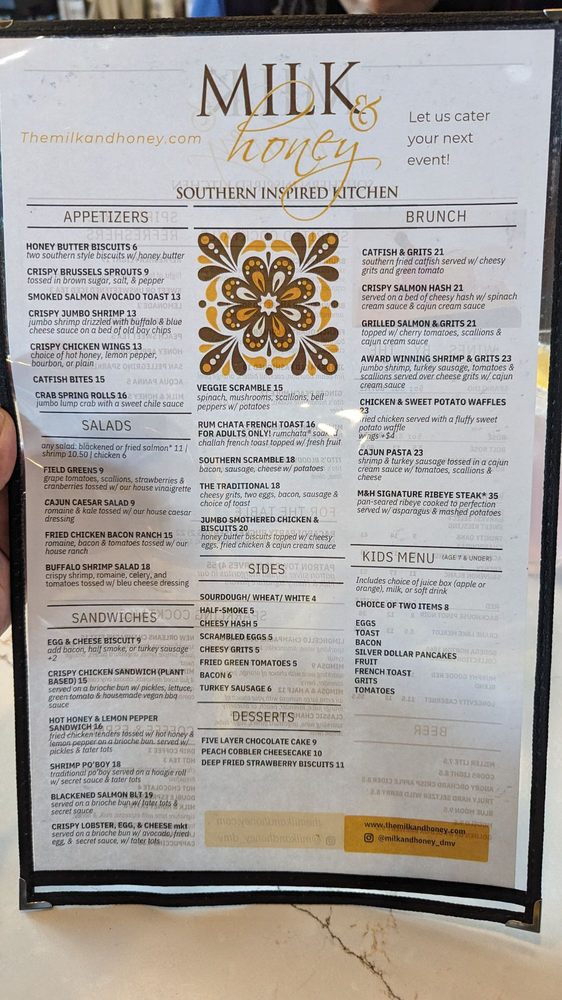 MILK
& honey
Themilkandhoney.com
Let us cater
your next
event!
SOUTHERN INSPIRED KITCHEN
APPETIZERS
HONEY BUTTER BISCUITS 6
two southern style biscuits w/ honey butter
CRISPY BRUSSELS SPROUTS 9
tossed in brown sugar, salt, & pepper
SMOKED SALMON AVOCADO TOAST 13
CRISPY JUMBO SHRIMP 13
jumbo shrimp drizzled with buffalo & blue
cheese sauce on a bed of old bay chips
CRISPY CHICKEN WINGS 13
choice of hot honey, lemon pepper,
bourbon, or plain
CATFISH BITES 15
CRAB SPRING ROLLS 16
jumbo lump crab with a sweet chile sauce
SALADS
any salad: blackened or fried salmon* 11 |
shrimp 10.50 | chicken 6
FIELD GREENS 9
grape tomatoes, scallions, strawberries &
cranberries tossed w/ our house vinaigrette
CAJUN CAESAR SALAD 9
romaine & kale tossed w/ our house caesar
dressing
FRIED CHICKEN BACON RANCH 15
romaine, bacon & tomatoes tossed w/ our
house ranch
BUFFALO SHRIMP SALAD 18
crispy shrimp, romaine, celery, and
tomatoes tossed w/ bleu cheese dressing
SANDWICHES
EGG & CHEESE BISCUIT 9
add bacon, half smoke, or turkey sausage
+2
CRISPY CHICKEN SANDWICH (PLANT
BASED) 15
served on a brioche bun w/ pickles, lettuce,
green tomato & housemade vegan bbq
sauce
HOT HONEY & LEMON PEPPER
SANDWICH 16
fried chicken tenders tossed w/ hot honey &
lemon pepper on a brioche bun. served w/
pickles & tater tots
SHRIMP PO'BOY 18
traditional po'boy served on a hoagie roll
w/ secret sauce & tater tots
BLACKENED SALMON BLT 19
served on a brioche bun w/ tater tots &
secret sauce
CRISPY LOBSTER, EGG, & CHEESE mkt
served on a brioche bun w/ avocado, fried
egg, & secret sauce, w/ tater tots
VEGGIE SCRAMBLE 15
spinach, mushrooms, scallions, bell
peppers w/ potatoes
RUM CHATA FRENCH TOAST 16
FOR ADULTS ONLY! rumchata* soaked
challah french toast topped w/ fresh fruit
SOUTHERN SCRAMBLE 18
bacon, sausage, cheese w/ potatoes
THE TRADITIONAL 18
cheesy grits, two eggs, bacon, sausage &
choice of toast
JUMBO SMOTHERED CHICKEN &
BISCUITS 20
honey butter biscuits topped w/ cheesy
eggs, fried chicken & cajun cream sauce
SIDES
SOURDOUGH/ WHEAT/ WHITE 4
HALF-SMOKE 5
CHEESY HASH 5
SCRAMBLED EGGS 5
CHEESY GRITS 5
FRIED GREEN TOMATOES 5
BACON 6
TURKEY SAUSAGE 6
DESSERTS
FIVE LAYER CHOCOLATE CAKE 9
PEACH COBBLER CHEESECAKE 10
DEEP FRIED STRAWBERRY BISCUITS 11
BRUNCH
CATFISH & GRITS 21
southern fried catfish served w/ cheesy
grits and green tomato
CRISPY SALMON HASH 21
served on a bed of cheesy hash w/ spinach
cream sauce & cajun cream sauce
GRILLED SALMON & GRITS 21
topped w/ cherry tomatoes, scallions &
cajun cream sauce
AWARD WINNING SHRIMP & GRITS 23
jumbo shrimp, turkey sausage, tomatoes &
scallions served over cheese grits w/ cajun
cream sauce
CHICKEN & SWEET POTATO WAFFLES
23
fried chicken served with a fluffy sweet
potato waffle
wings +$4
CAJUN PASTA 23
shrimp & turkey sausage tossed in a cajun
cream sauce w/ tomatoes, scallions &
cheese
M&H SIGNATURE RIBEYE STEAK* 35
pan-seared ribeye cooked to perfection
served w/ asparagus & mashed potatoes
KIDS MENU (AGE 7 & UNDER)
Includes choice of juice box (apple or
orange), milk, or soft drink
CHOICE OF TWO ITEMS 8
EGGS
TOAST
BACON
SILVER DOLLAR PANCAKES
FRUIT
FRENCH TOAST
GRITS
TOMATOES
www.themilkandhoney.com
@milkandhoney_dmv